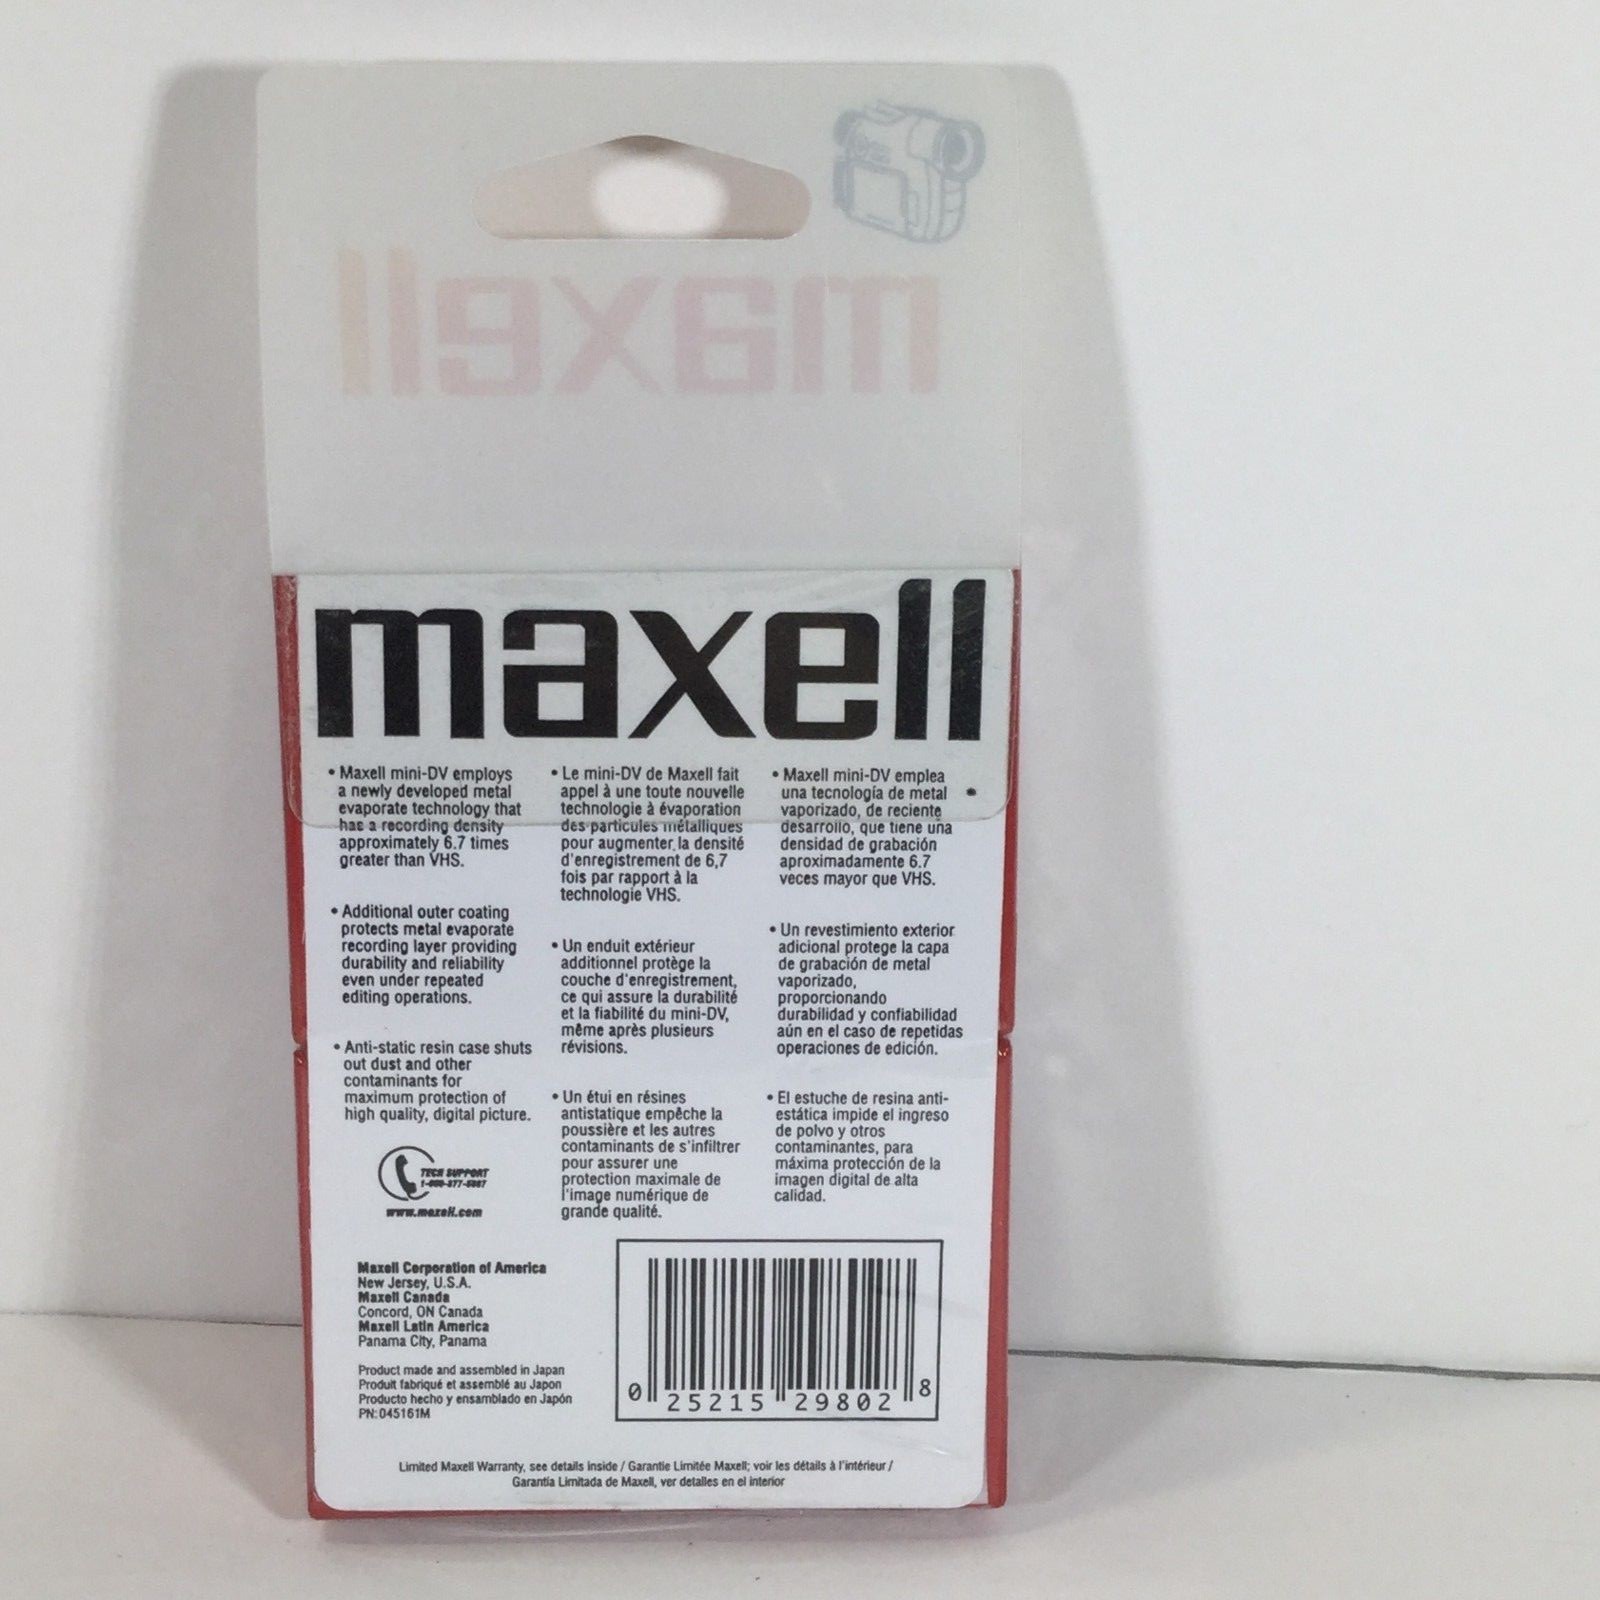 maxell
maxell
• Maxell mini-DV employs
a newly developed metal
evaporate technology that
has a recording density
approximately 6.7 times
greater than VHS.
• Additional outer coating
protects metal evaporate
recording layer providing
durability and reliability
even under repeated
editing operations.
• Anti-static resin case shuts
out dust and other
contaminants for
maximum protection of
high quality, digital picture.
• Le mini-DV de Maxell fait
appel à une toute nouvelle
technologie à évaporation
des particules métalliques
pour augmenter la densité
d'enregistrement de 6,7
fois par rapport à la
technologie VHS.
• Un enduit extérieur
additionnel protège la
couche d'enregistrement,
ce qui assure la durabilité
et la fiabilité du mini-DV,
même après plusieurs
révisions.
• Un étui en résines
antistatique empêche la
poussière et les autres
contaminants de s'infiltrer
pour assurer une
protection maximale de
l'image numérique de
grande qualité.
• Maxell mini-DV emplea
una tecnología de metal •
vaporizado, de reciente
desarrollo, que tiene una
densidad de grabación
aproximadamente 6.7
veces mayor que VHS.
• Un revestimiento exterior
adicional protege la capa
de grabación de metal
vaporizado,
proporcionando
durabilidad y confiabilidad
aún en el caso de repetidas
operaciones de edición.
• El estuche de resina anti-
estática impide el ingreso
de polvo y otros
contaminantes, para
máxima protección de la
imagen digital de alta
calidad.
TECH SUPPORT
www.maxell.com
Maxell Corporation of America
New Jersey, U.S.A.
Maxell Canada
Concord, ON Canada
Maxell Latin America
Panama City, Panama
Product made and assembled in Japan
Produit fabriqué et assemblé au Japon
Producto hecho y ensamblado en Japón
PN: 045161M
0 25215 29802 8
Limited Maxell Warranty, see details inside / Garantie Limitée Maxell; voir les détails à l'intérieur /
Garantía Limitada de Maxell, ver detalles en el interior